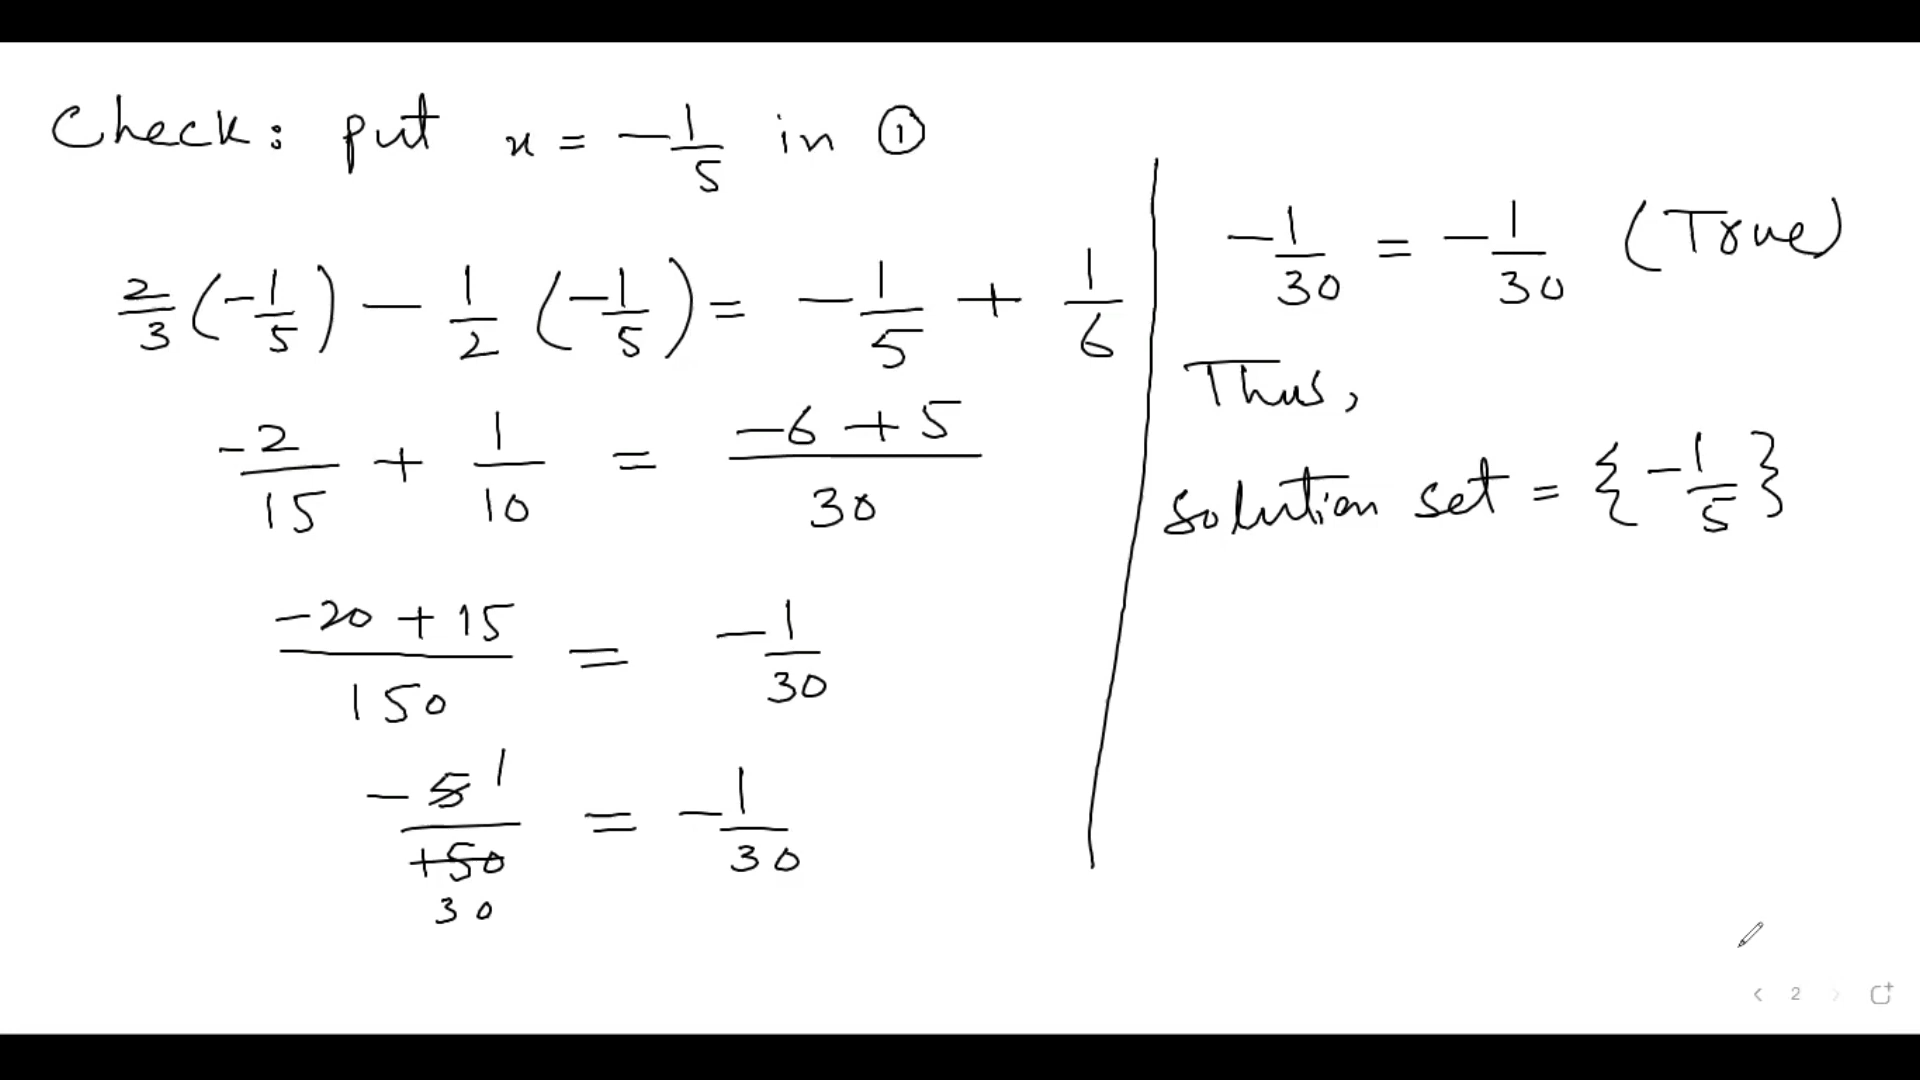 Check: put x = -1/5 in ①
2/3(-1/5) - 1/2(-1/5) = -1/5 + 1/6
-2/15 + 1/10 = (-6+5)/30
(-20+15)/150 = -1/30
-5/150 1/30 = -1/30
-1/30 = -1/30 (True)
Thus,
solution set = {-1/5}
2